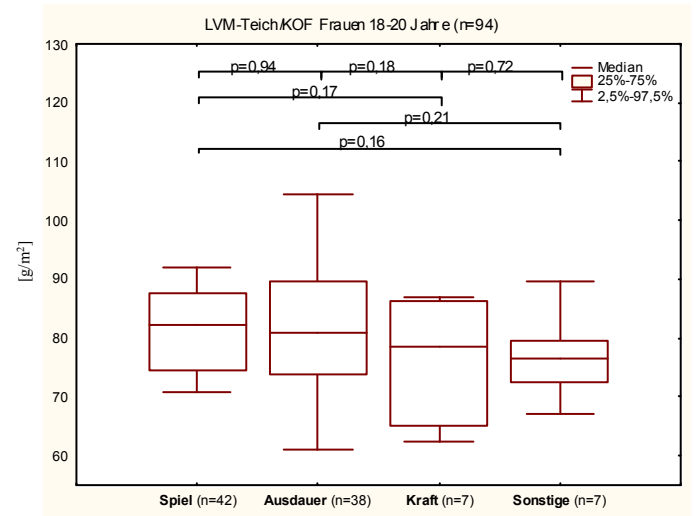 LVM-Teich/KOF Frauen 18-20 Jahre (n=94)
130
120
110
100
90
80
70
60
[g/m²]
p=0,94
p=0,18
p=0,72
p=0,17
p=0,21
p=0,16
Median
25%-75%
2,5%-97,5%
Spiel (n=42)
Ausdauer (n=38)
Kraft (n=7)
Sonstige (n=7)